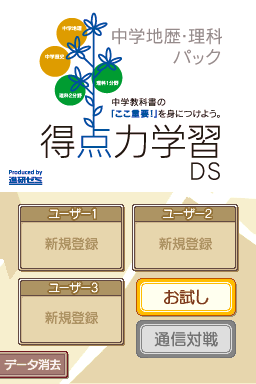 中学地歴・理科
パック
中学地理
中学歴史
理科1分野
理科2分野
中学教科書の
「ここ重要!」を身につけよう。
得点力学習
DS
Produced by
進研ゼミ
ユーザー1
新規登録
ユーザー2
新規登録
ユーザー3
新規登録
お試し
通信対戦
データ消去